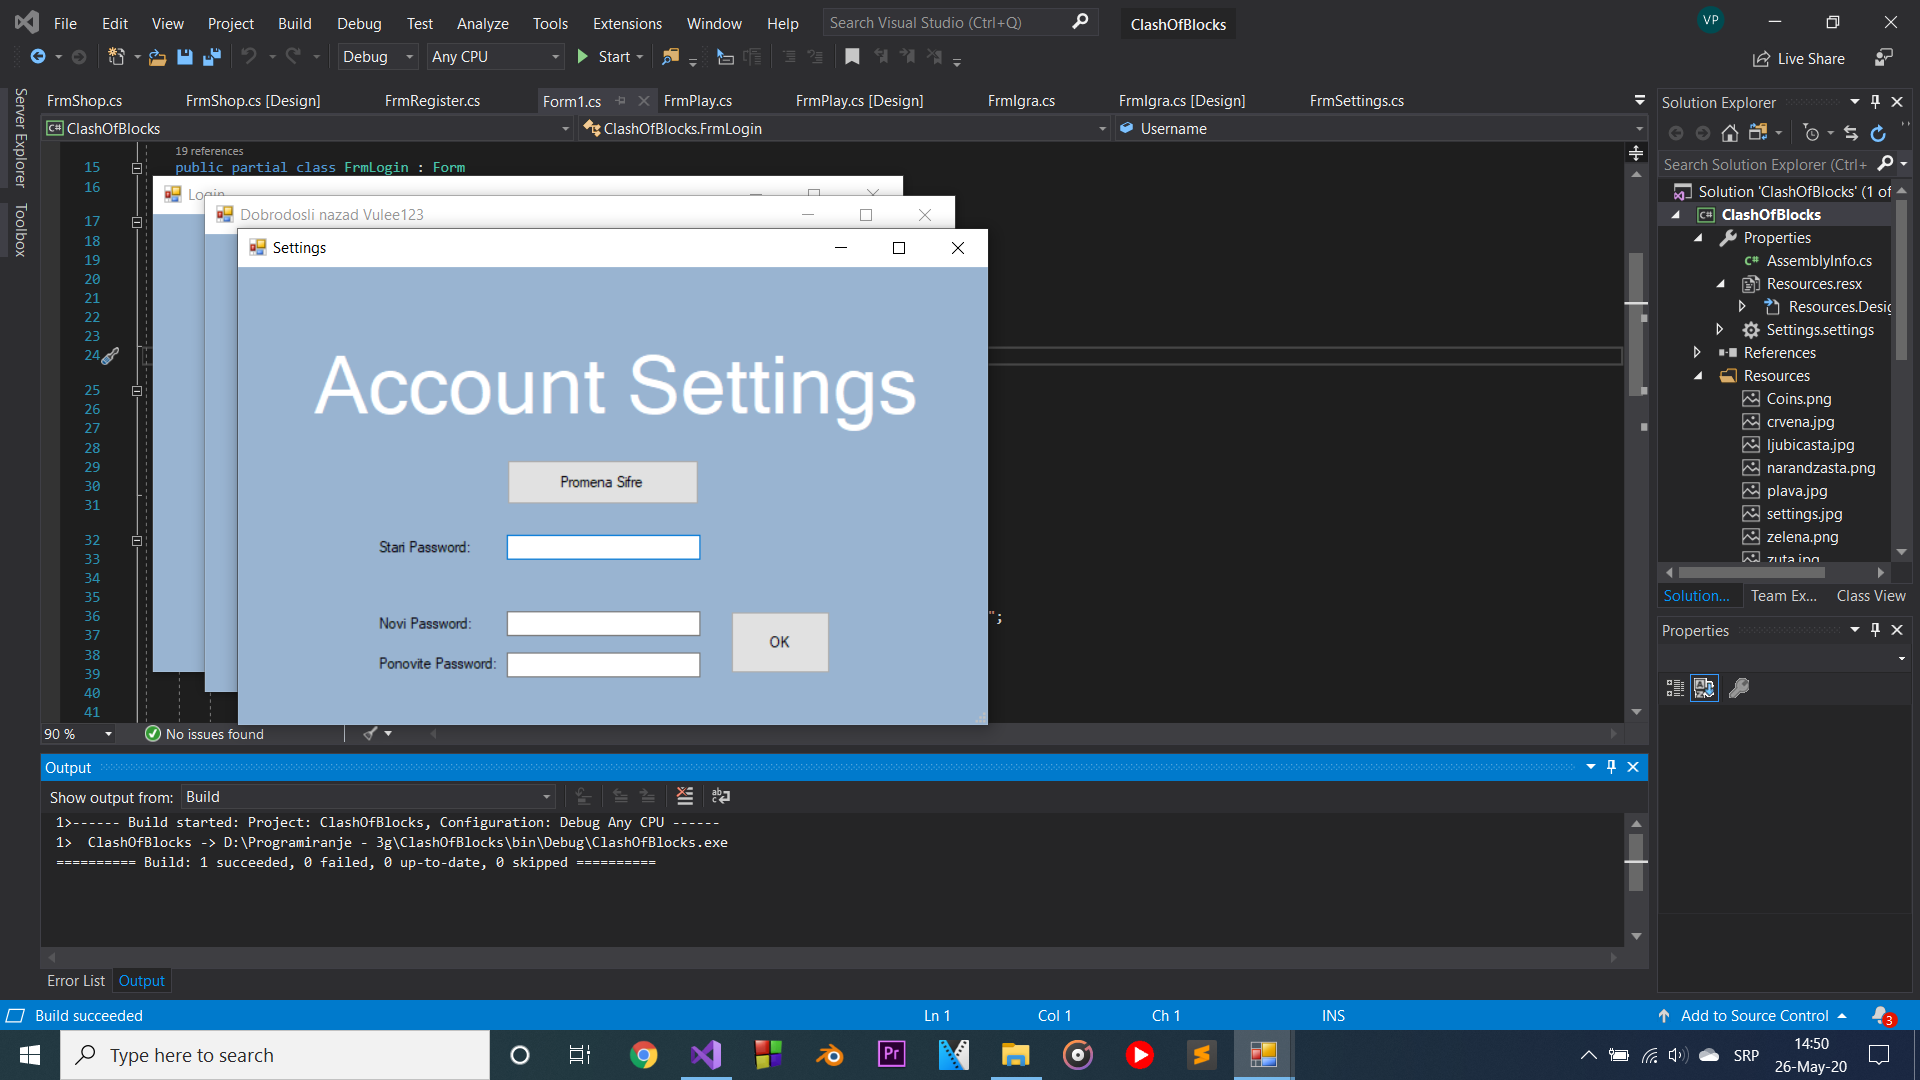 File Edit View Project Build Debug Test Analyze Tools Extensions Window Help Search Visual Studio (Ctrl+Q) ClashOfBlocks VP
Debug Any CPU Start Live Share
Server Explorer
Toolbox
FrmShop.cs FrmShop.cs [Design] FrmRegister.cs Form1.cs FrmPlay.cs FrmPlay.cs [Design] FrmIgra.cs FrmIgra.cs [Design] FrmSettings.cs
C# ClashOfBlocks ClashOfBlocks.FrmLogin Username
19 references
15 public partial class FrmLogin : Form
16
17
18
19
20
21
22
23
24
25
26
27
28
29
30
31
32
33
34
35
36 ";
37
38
39
40
41
Login
Dobrodosli nazad Vulee123
Settings
Account Settings
Promena Sifre
Stari Password:
Novi Password:
Ponovite Password:
OK
90 % No issues found
Output
Show output from: Build
1>------ Build started: Project: ClashOfBlocks, Configuration: Debug Any CPU ------
1>  ClashOfBlocks -> D:\Programiranje - 3g\ClashOfBlocks\bin\Debug\ClashOfBlocks.exe
========== Build: 1 succeeded, 0 failed, 0 up-to-date, 0 skipped ==========
Error List Output
Solution Explorer
Search Solution Explorer (Ctrl+
Solution 'ClashOfBlocks' (1 of
C# ClashOfBlocks
Properties
C# AssemblyInfo.cs
Resources.resx
Resources.Desig
Settings.settings
References
Resources
Coins.png
crvena.jpg
ljubicasta.jpg
narandzasta.png
plava.jpg
settings.jpg
zelena.png
zuta.jpg
Solution... Team Ex... Class View
Properties
Build succeeded Ln 1 Col 1 Ch 1 INS Add to Source Control 3
Type here to search Pr SRP 14:50
26-May-20